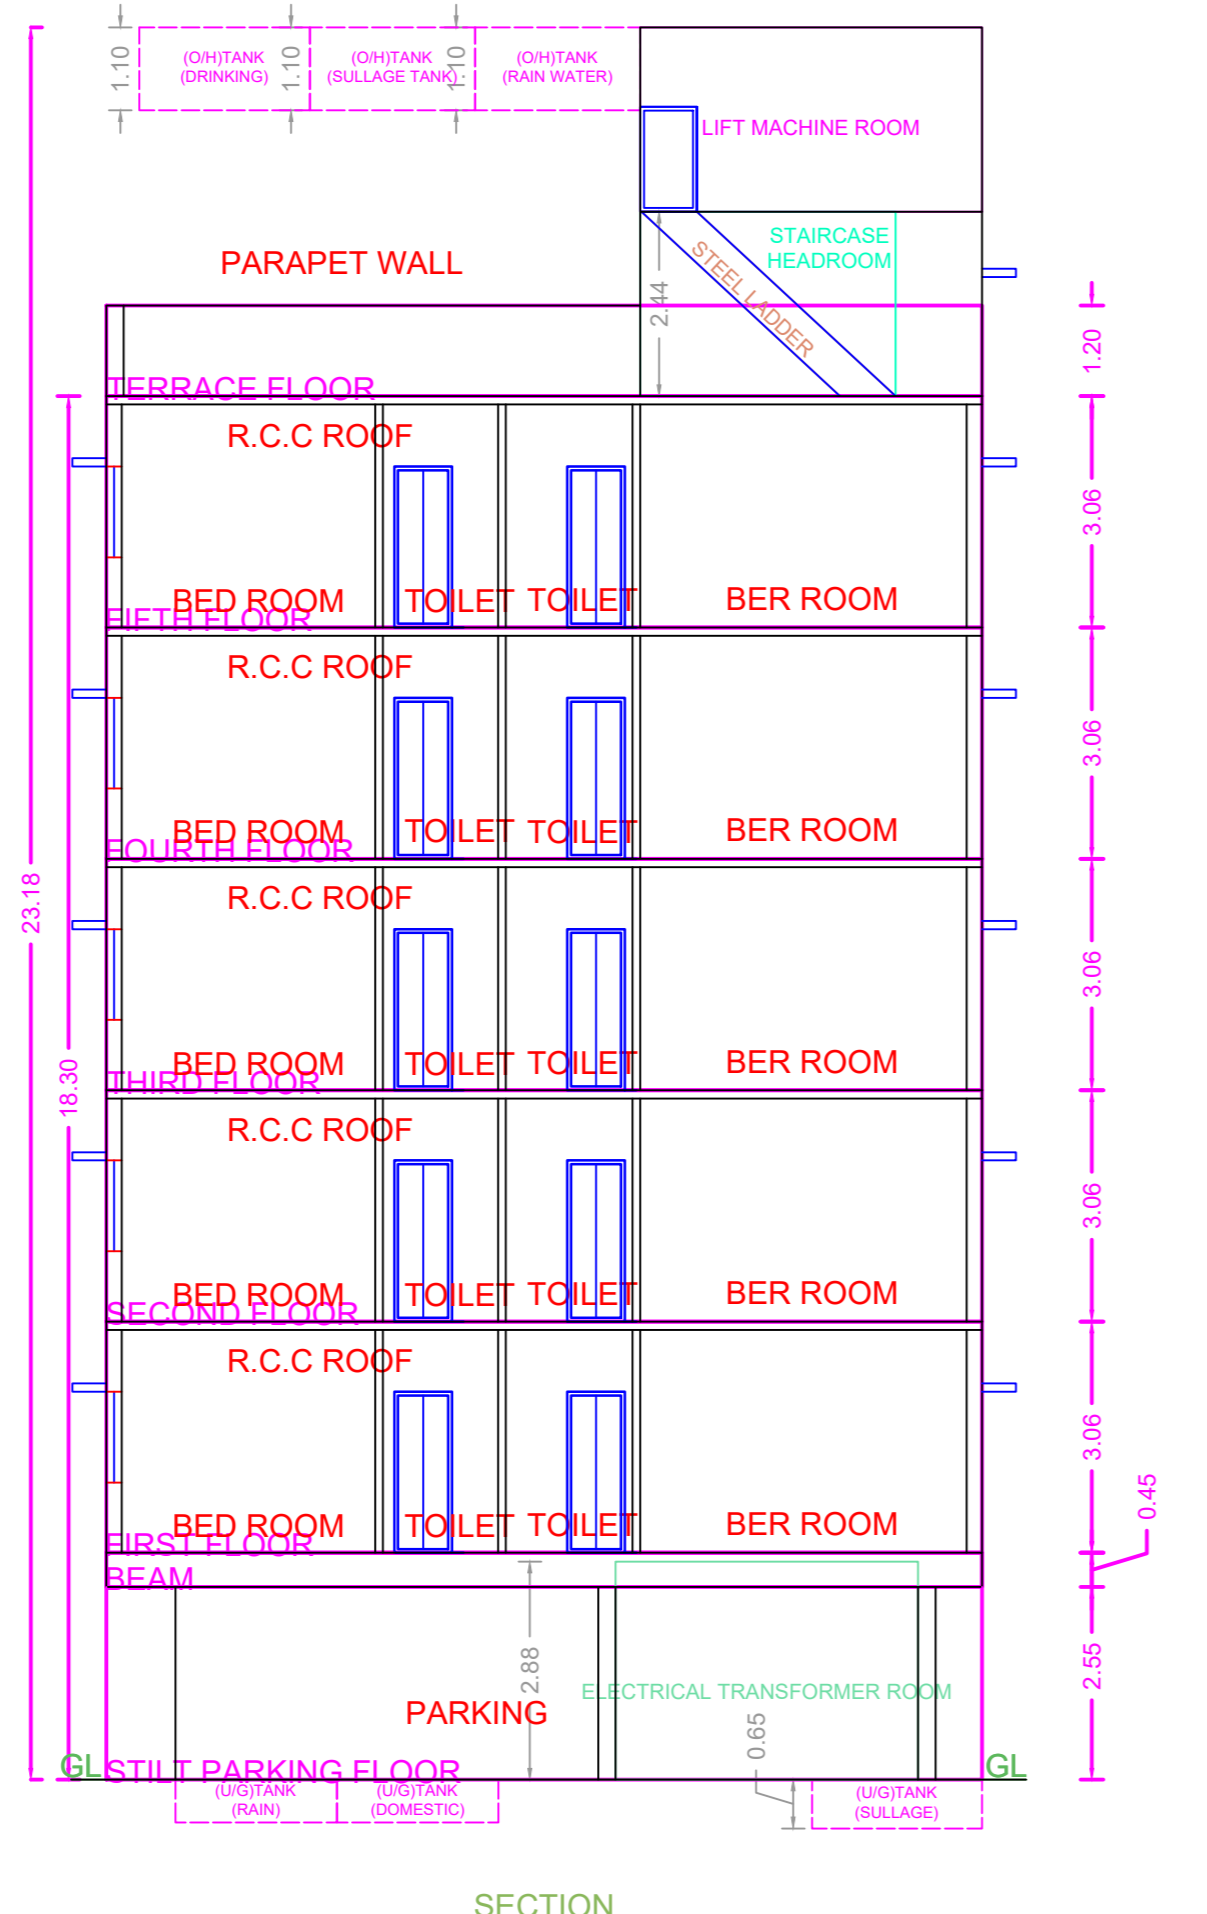 1.10
(O/H)TANK
(DRINKING)
1.10
(O/H)TANK
(SULLAGE TANK)
1.10
(O/H)TANK
(RAIN WATER)
LIFT MACHINE ROOM
STAIRCASE
HEADROOM
STEEL LADDER
2.44
PARAPET WALL
1.20
TERRACE FLOOR
R.C.C ROOF
3.06
BED ROOM
TOILET
TOILET
BER ROOM
FIFTH FLOOR
R.C.C ROOF
3.06
BED ROOM
TOILET
TOILET
BER ROOM
FOURTH FLOOR
23.18
R.C.C ROOF
3.06
BED ROOM
TOILET
TOILET
BER ROOM
THIRD FLOOR
18.30
R.C.C ROOF
3.06
BED ROOM
TOILET
TOILET
BER ROOM
SECOND FLOOR
R.C.C ROOF
3.06
0.45
BED ROOM
TOILET
TOILET
BER ROOM
FIRST FLOOR
BEAM
2.88
2.55
ELECTRICAL TRANSFORMER ROOM
PARKING
0.65
GL
STILT PARKING FLOOR
GL
(U/G)TANK
(RAIN)
(U/G)TANK
(DOMESTIC)
(U/G)TANK
(SULLAGE)
SECTION